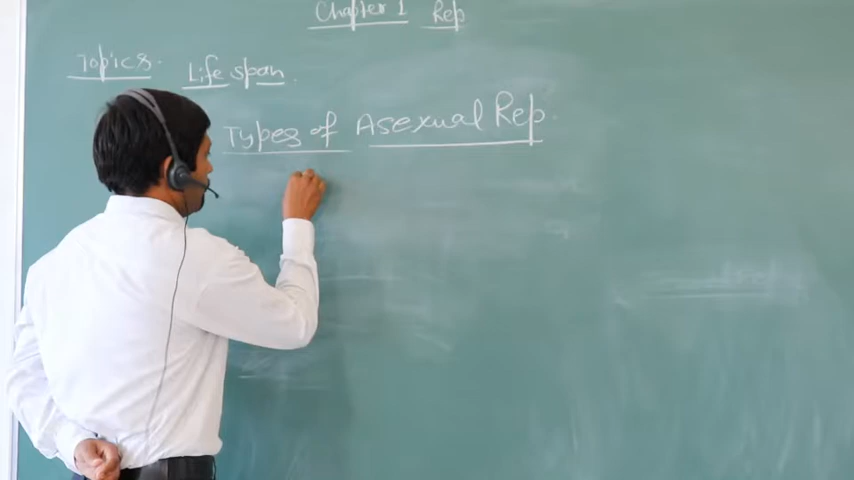 Chapter 1 Rep
Topics. Life span.
Types of Asexual Rep.